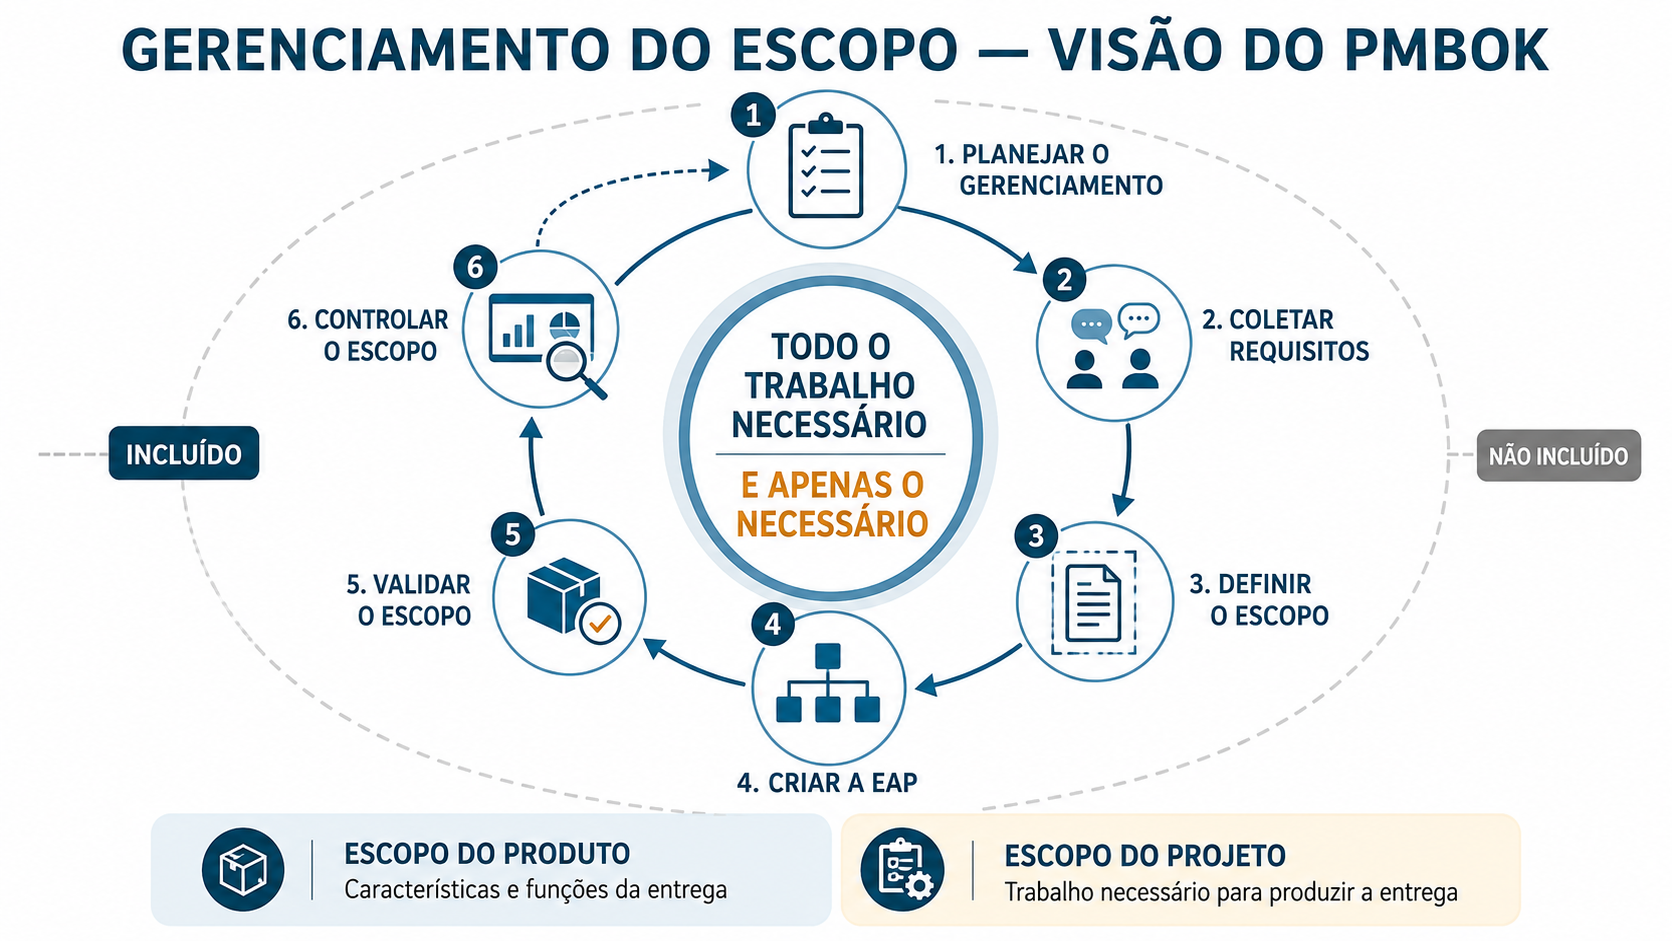 GERENCIAMENTO DO ESCOPO — VISÃO DO PMBOK
1
1. PLANEJAR O
GERENCIAMENTO
2
2. COLETAR
REQUISITOS
3
3. DEFINIR
O ESCOPO
4
4. CRIAR A EAP
5
5. VALIDAR
O ESCOPO
6
6. CONTROLAR
O ESCOPO
TODO O
TRABALHO
NECESSÁRIO
E APENAS O
NECESSÁRIO
INCLUÍDO
NÃO INCLUÍDO
ESCOPO DO PRODUTO
Características e funções da entrega
ESCOPO DO PROJETO
Trabalho necessário para produzir a entrega